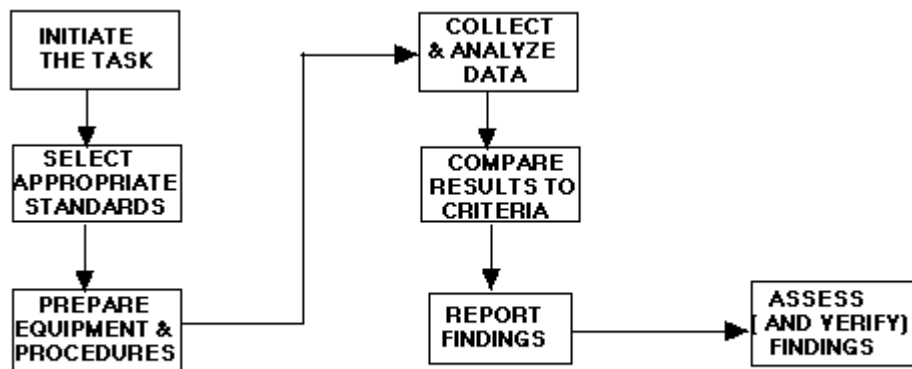 INITIATE
THE TASK
SELECT
APPROPRIATE
STANDARDS
PREPARE
EQUIPMENT &
PROCEDURES
COLLECT
& ANALYZE
DATA
COMPARE
RESULTS TO
CRITERIA
REPORT
FINDINGS
ASSESS
( AND VERIFY)
FINDINGS